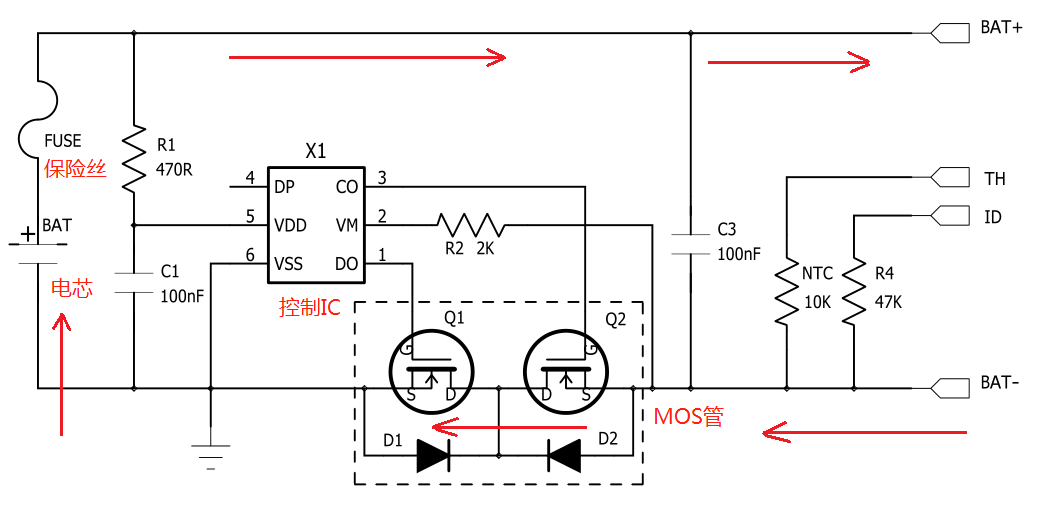 BAT+
FUSE
保险丝
R1
470R
X1
4
DP
CO
3
TH
5
VDD
VM
2
ID
BAT
R2 2K
C3
100nF
6
VSS
DO
1
C1
100nF
电芯
控制IC
NTC
10K
R4
47K
Q1
Q2
G
G
S
D
D
S
BAT-
MOS管
D1
D2